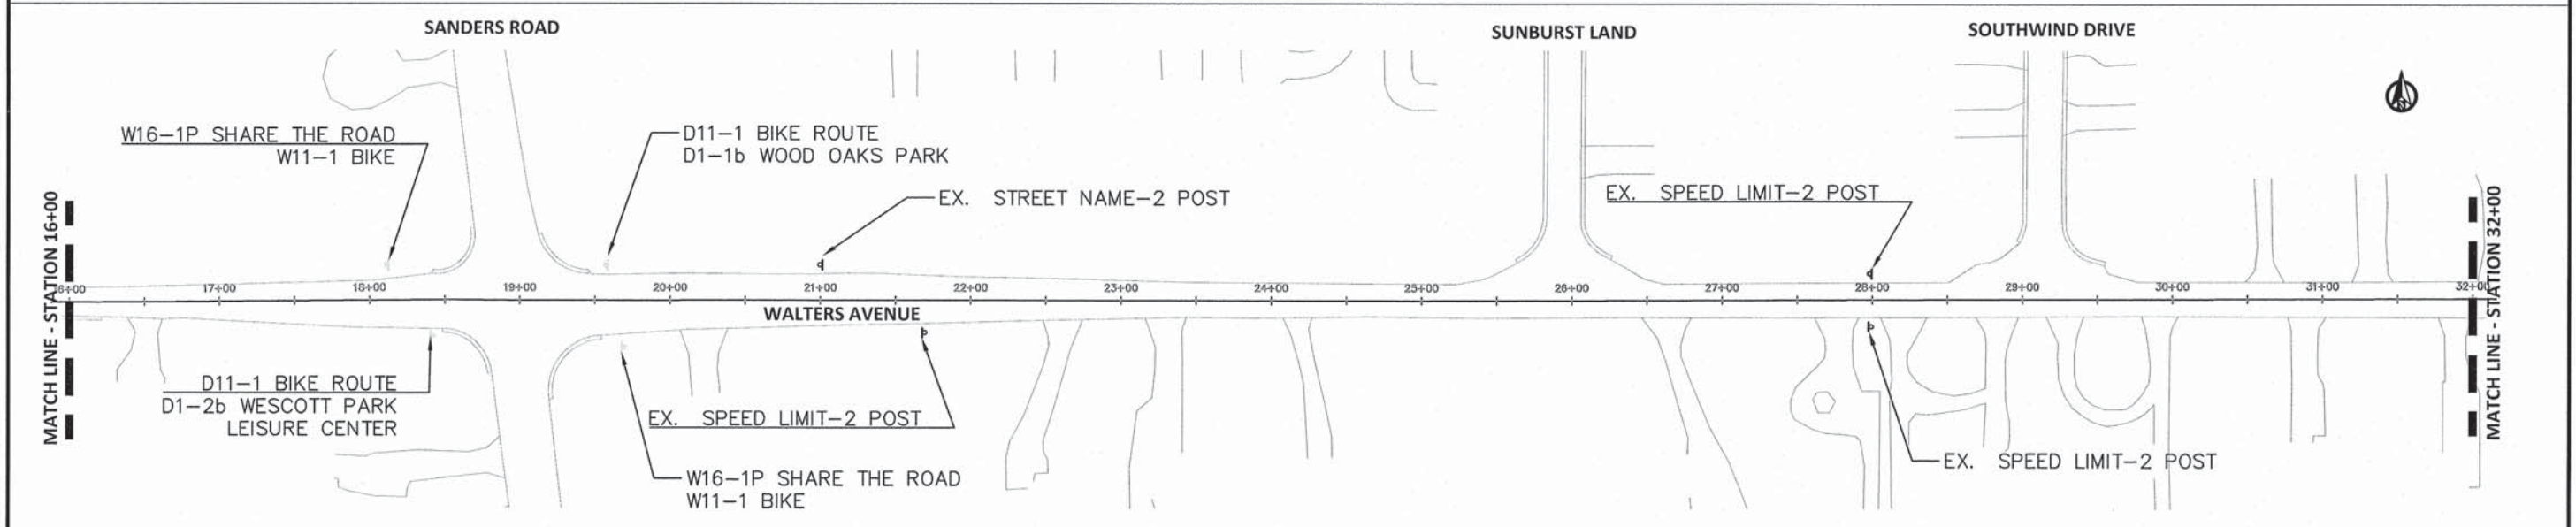 SANDERS ROAD
SUNBURST LAND
SOUTHWIND DRIVE
W16-1P SHARE THE ROAD
W11-1 BIKE
D11-1 BIKE ROUTE
D1-1b WOOD OAKS PARK
EX. STREET NAME-2 POST
EX. SPEED LIMIT-2 POST
MATCH LINE - STATION 16+00
MATCH LINE - STATION 32+00
16+00 17+00 18+00 19+00 20+00 21+00 22+00 23+00 24+00 25+00 26+00 27+00 28+00 29+00 30+00 31+00 32+00
WALTERS AVENUE
D11-1 BIKE ROUTE
D1-2b WESCOTT PARK
LEISURE CENTER
EX. SPEED LIMIT-2 POST
W16-1P SHARE THE ROAD
W11-1 BIKE
EX. SPEED LIMIT-2 POST